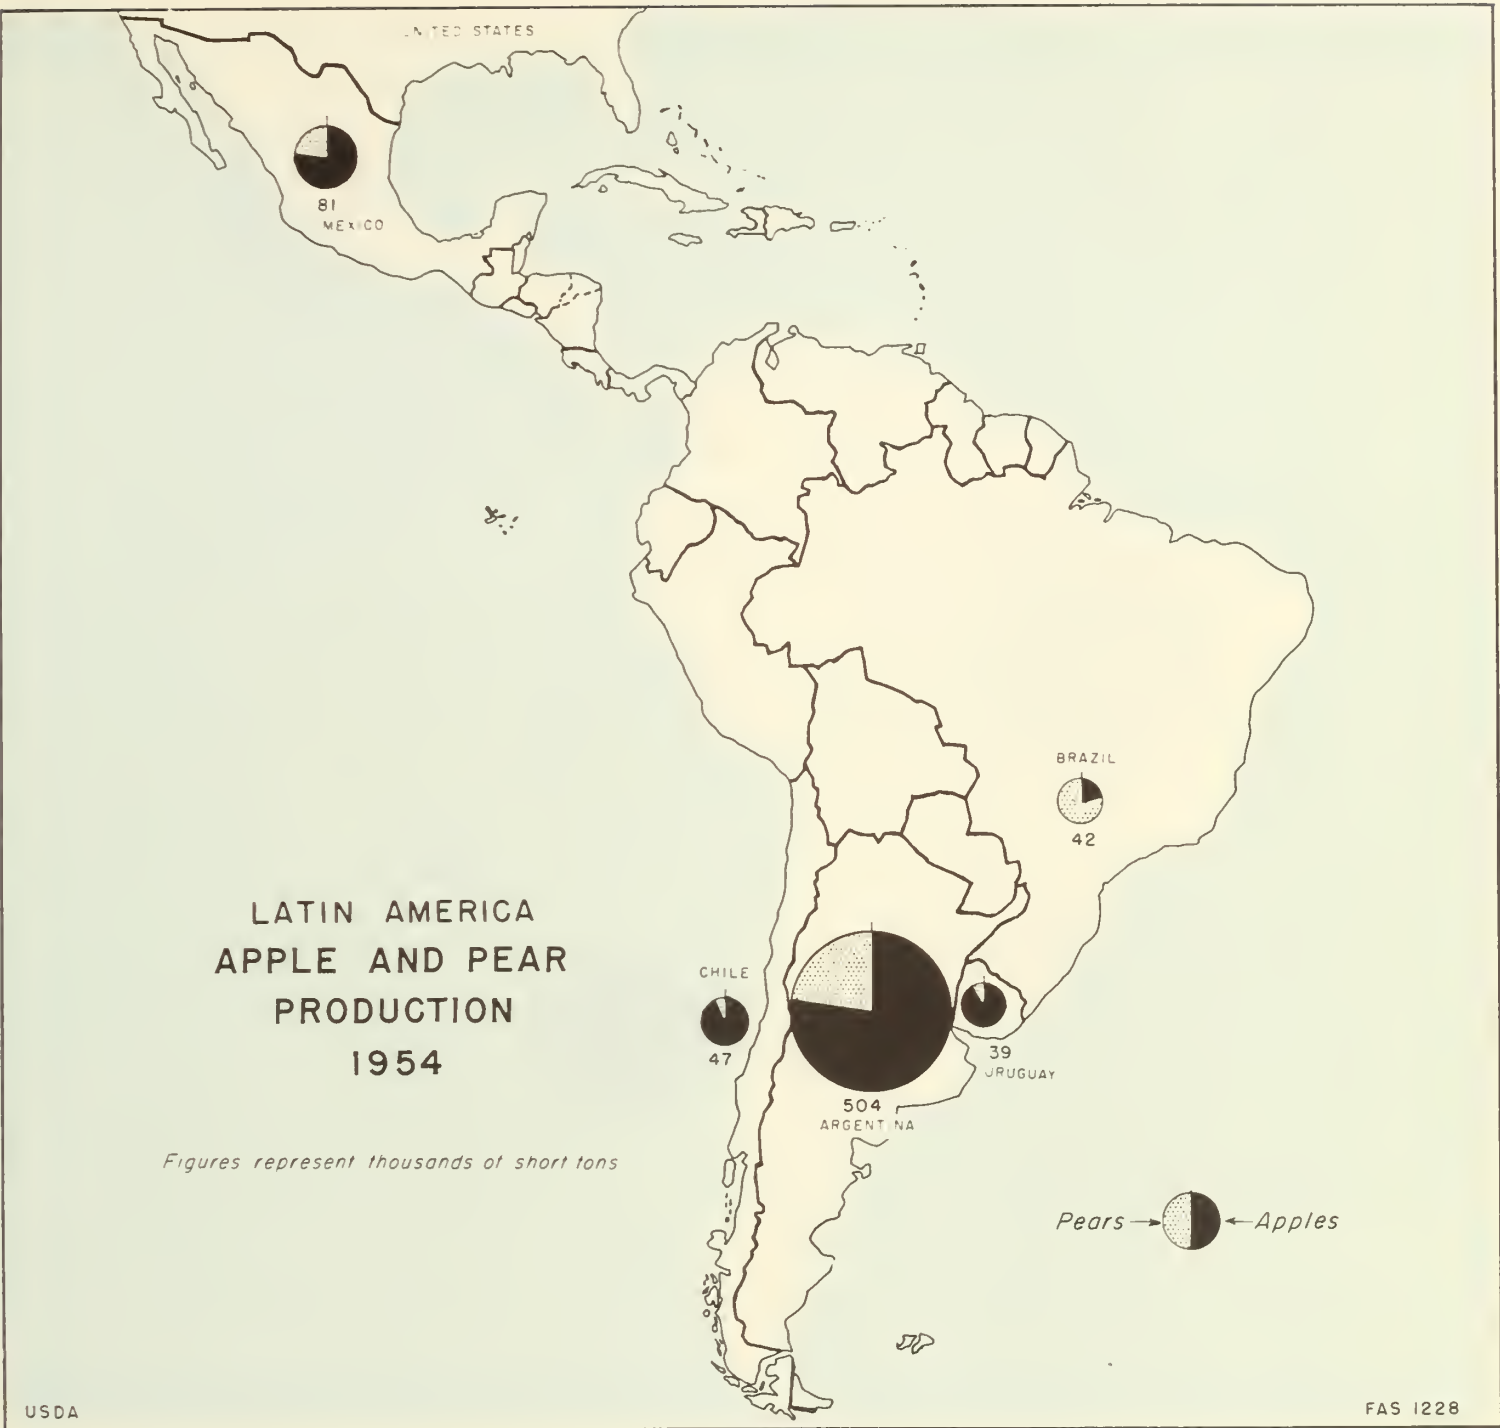 UNITED STATES
81
MEXICO
BRAZIL
42
LATIN AMERICA
APPLE AND PEAR
PRODUCTION
1954
CHILE
47
39
URUGUAY
504
ARGENTINA
Figures represent thousands of short tons
Pears
Apples
USDA
FAS 1228